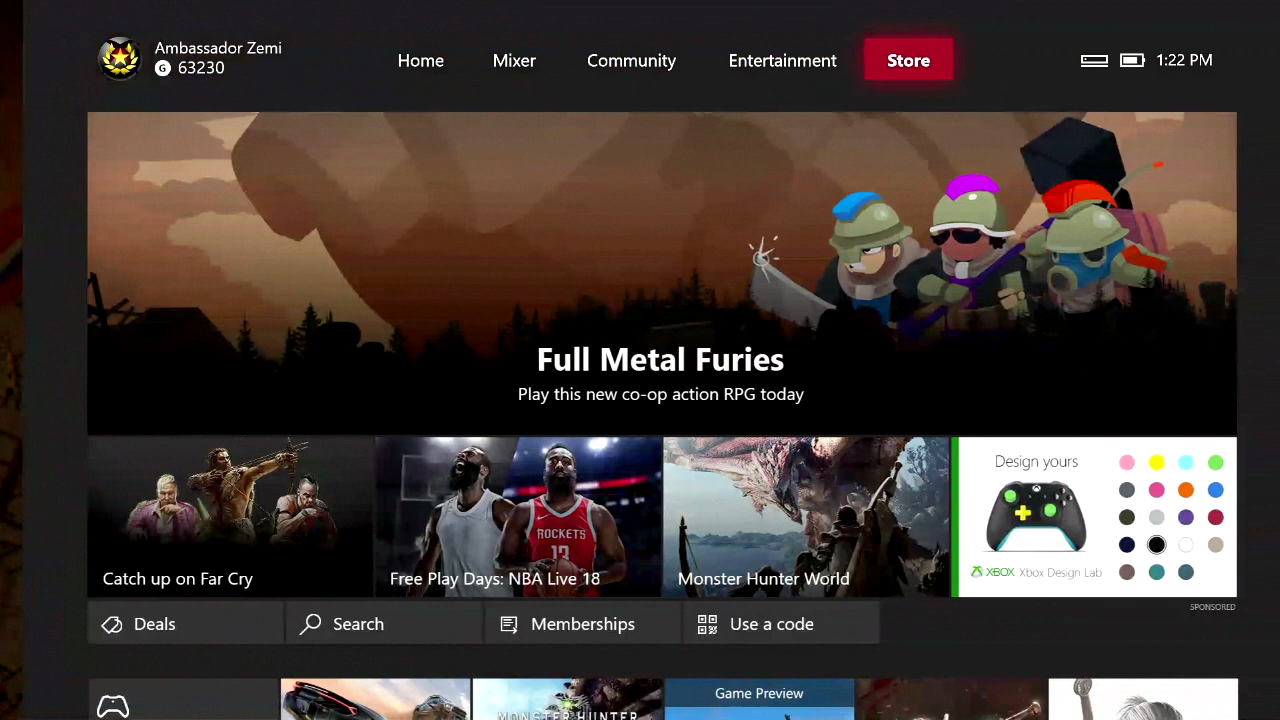 Ambassador Zemi
G 63230
Home
Mixer
Community
Entertainment
Store
1:22 PM
Full Metal Furies
Play this new co-op action RPG today
Catch up on Far Cry
ROCKETS
13
Free Play Days: NBA Live 18
Monster Hunter World
Design yours
XBOX Xbox Design Lab
SPONSORED
Deals
Search
Memberships
Use a code
MONSTER HUNTER
Game Preview